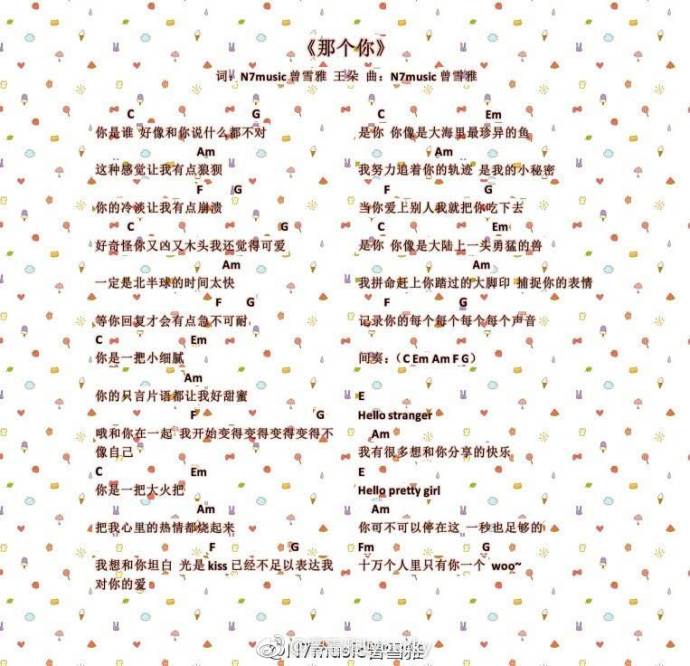 《那个你》
词：N7music 曾雪雅 王朵 曲：N7music 曾雪雅
C G
你是谁 好像和你说什么都不对
Am
这种感觉让我有点狼狈
F G
你的冷淡让我有点崩溃
C G
好奇怪你又凶又木头我还觉得可爱
Am
一定是北半球的时间太快
F G
等你回复才会有点急不可耐
C Em
你是一把小细腻
Am
你的只言片语都让我好甜蜜
F G
哦和你在一起 我开始变得变得变得变得不
像自己
C Em
你是一把大火把
Am
把我心里的热情都烧起来
F G
我想和你坦白 光是 kiss 已经不足以表达我
对你的爱
C Em
是你 你像是大海里最珍异的鱼
Am
我努力追着你的轨迹 是我的小秘密
F G
当你爱上别人我就把你吃下去
C Em
是你 你像是大陆上一头勇猛的兽
Am
我拼命赶上你踏过的大脚印 捕捉你的表情
F G
记录你的每个每个每个每个声音
间奏：（C Em Am F G）
E
Hello stranger
Am
我有很多想和你分享的快乐
E
Hello pretty girl
Am
你可不可以停在这 一秒也足够的
Fm G
十万个人里只有你一个 woo~
N7music曾雪雅